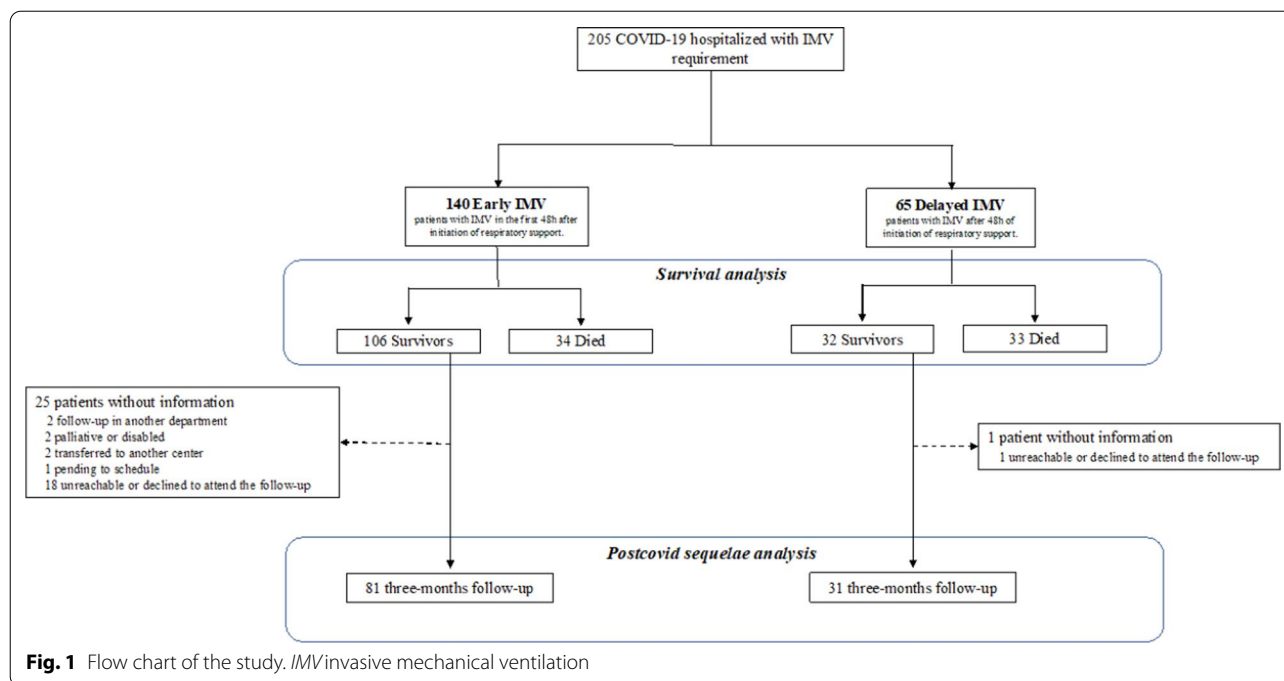 205 COVID-19 hospitalized with IMV
requirement
140 Early IMV
patients with IMV in the first 48h after
initiation of respiratory support.
65 Delayed IMV
patients with IMV after 48h of
initiation of respiratory support.
Survival analysis
106 Survivors
34 Died
32 Survivors
33 Died
25 patients without information
2 follow-up in another department
2 palliative or disabled
2 transferred to another center
1 pending to schedule
18 unreachable or declined to attend the follow-up
1 patient without information
1 unreachable or declined to attend the follow-up
Postcovid sequelae analysis
81 three-months follow-up
31 three-months follow-up
Fig. 1 Flow chart of the study. IMV invasive mechanical ventilation